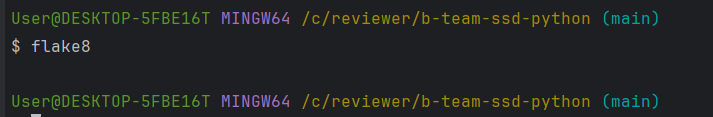 User@DESKTOP-5FBE16T MINGW64 /c/reviewer/b-team-ssd-python (main)
$ flake8
User@DESKTOP-5FBE16T MINGW64 /c/reviewer/b-team-ssd-python (main)